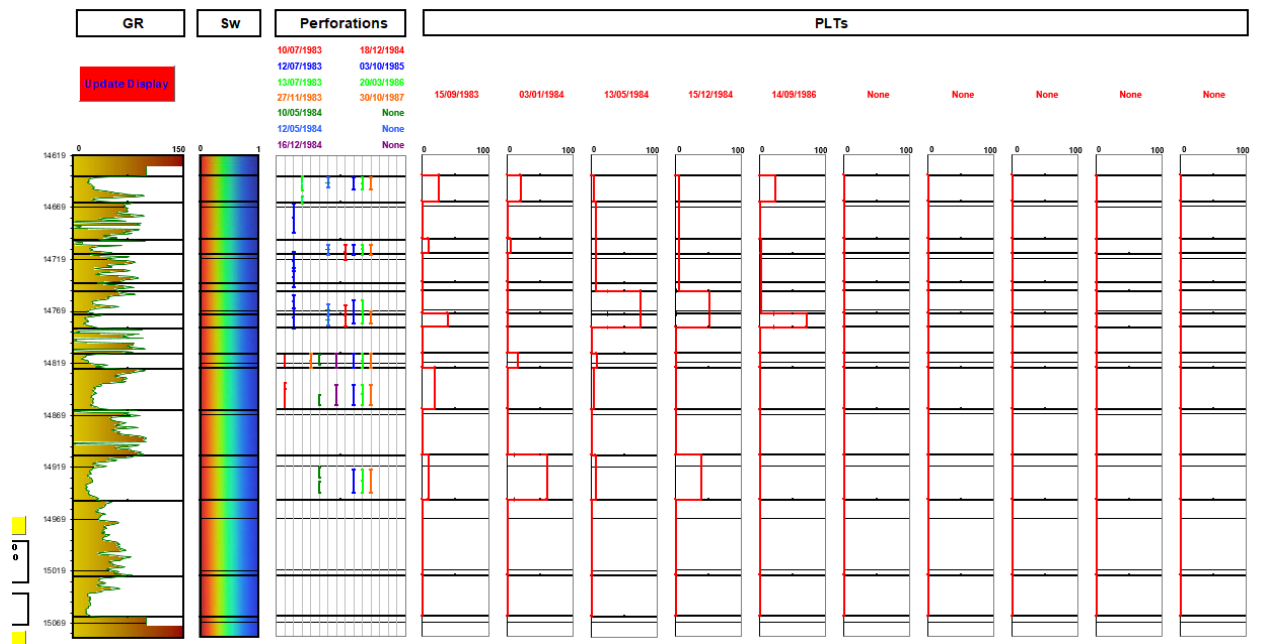 GR Sw Perforations PLTs
10/07/1983 18/12/1984
12/07/1983 03/10/1985
Update Display
13/07/1983 20/03/1986
27/11/1983 30/10/1987
15/09/1983 03/01/1984 13/05/1984 15/12/1984 14/09/1986 None None None None None
10/05/1984 None
12/05/1984 None
16/12/1984 None
0 150 0 1 0 100 0 100 0 100 0 100 0 100 0 100 0 100 0 100 0 100 0 100
14619
14669
14719
14769
14819
14869
14919
14969
0
0
15019
15069